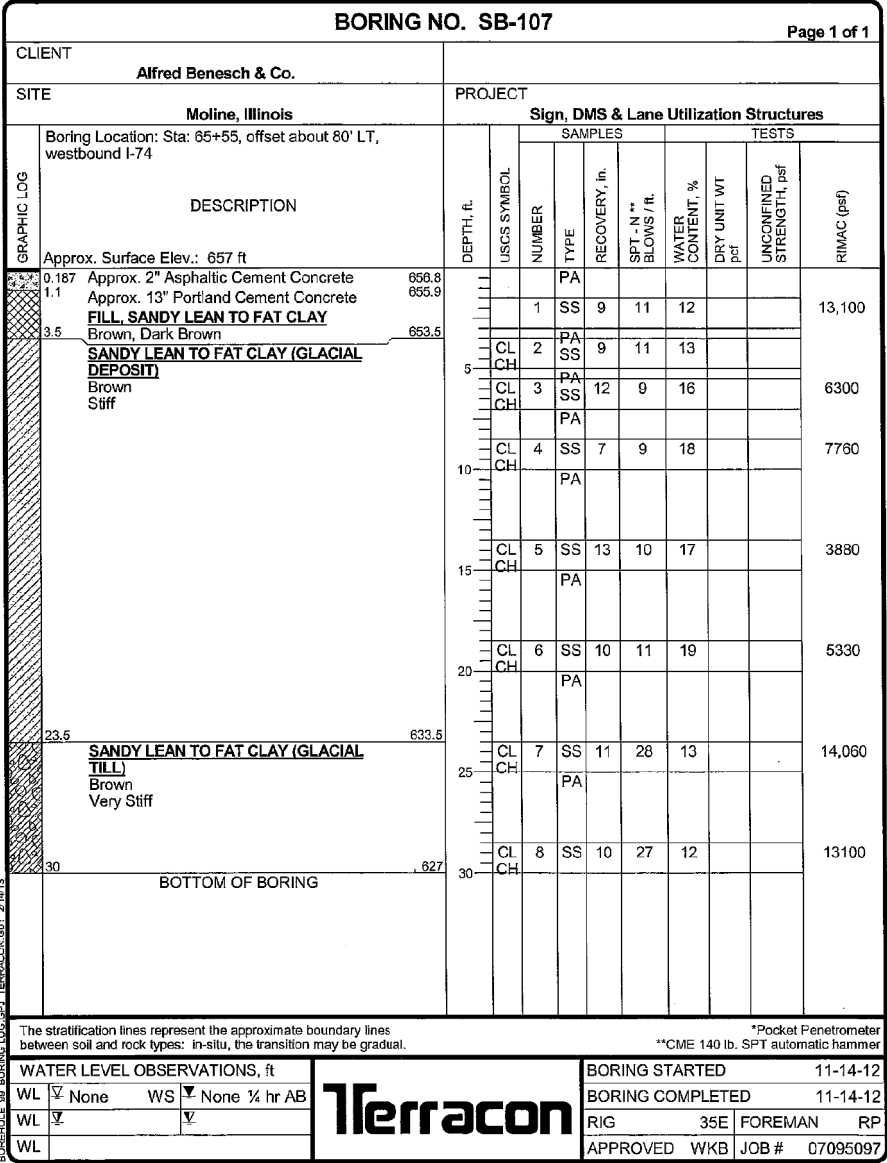 BORING NO. SB-107
Page 1 of 1
CLIENT
Alfred Benesch & Co.
SITE
Moline, Illinois
PROJECT
Sign, DMS & Lane Utilization Structures
GRAPHIC LOG
Boring Location: Sta: 65+55, offset about 80' LT,
westbound I-74
DESCRIPTION
Approx. Surface Elev.: 657 ft
DEPTH, ft.
USCS SYMBOL
SAMPLES
NUMBER
TYPE
RECOVERY, in.
SPT - N **
BLOWS / ft.
TESTS
WATER
CONTENT, %
DRY UNIT WT
pcf
UNCONFINED
STRENGTH, psf
RIMAC (psf)
0.187 Approx. 2" Asphaltic Cement Concrete 656.8
1.1 Approx. 13" Portland Cement Concrete 655.9
FILL, SANDY LEAN TO FAT CLAY
3.5 Brown, Dark Brown 653.5
SANDY LEAN TO FAT CLAY (GLACIAL
DEPOSIT)
Brown
Stiff
23.5 633.5
SANDY LEAN TO FAT CLAY (GLACIAL
TILL)
Brown
Very Stiff
30 627
BOTTOM OF BORING
PA
1 SS 9 11 12 13,100
PA
CL 2 SS 9 11 13
5 CH
PA
CL 3 SS 12 9 16 6300
CH
PA
CL 4 SS 7 9 18 7760
10 CH
PA
CL 5 SS 13 10 17 3880
15 CH
PA
CL 6 SS 10 11 19 5330
20 CH
PA
CL 7 SS 11 28 13 14,060
25 CH
PA
CL 8 SS 10 27 12 13100
30 CH
The stratification lines represent the approximate boundary lines
between soil and rock types: in-situ, the transition may be gradual.
*Pocket Penetrometer
**CME 140 lb. SPT automatic hammer
WATER LEVEL OBSERVATIONS, ft
WL None WS None ¼ hr AB
WL
WL
Terracon
BORING STARTED 11-14-12
BORING COMPLETED 11-14-12
RIG 35E FOREMAN RP
APPROVED WKB JOB # 07095097